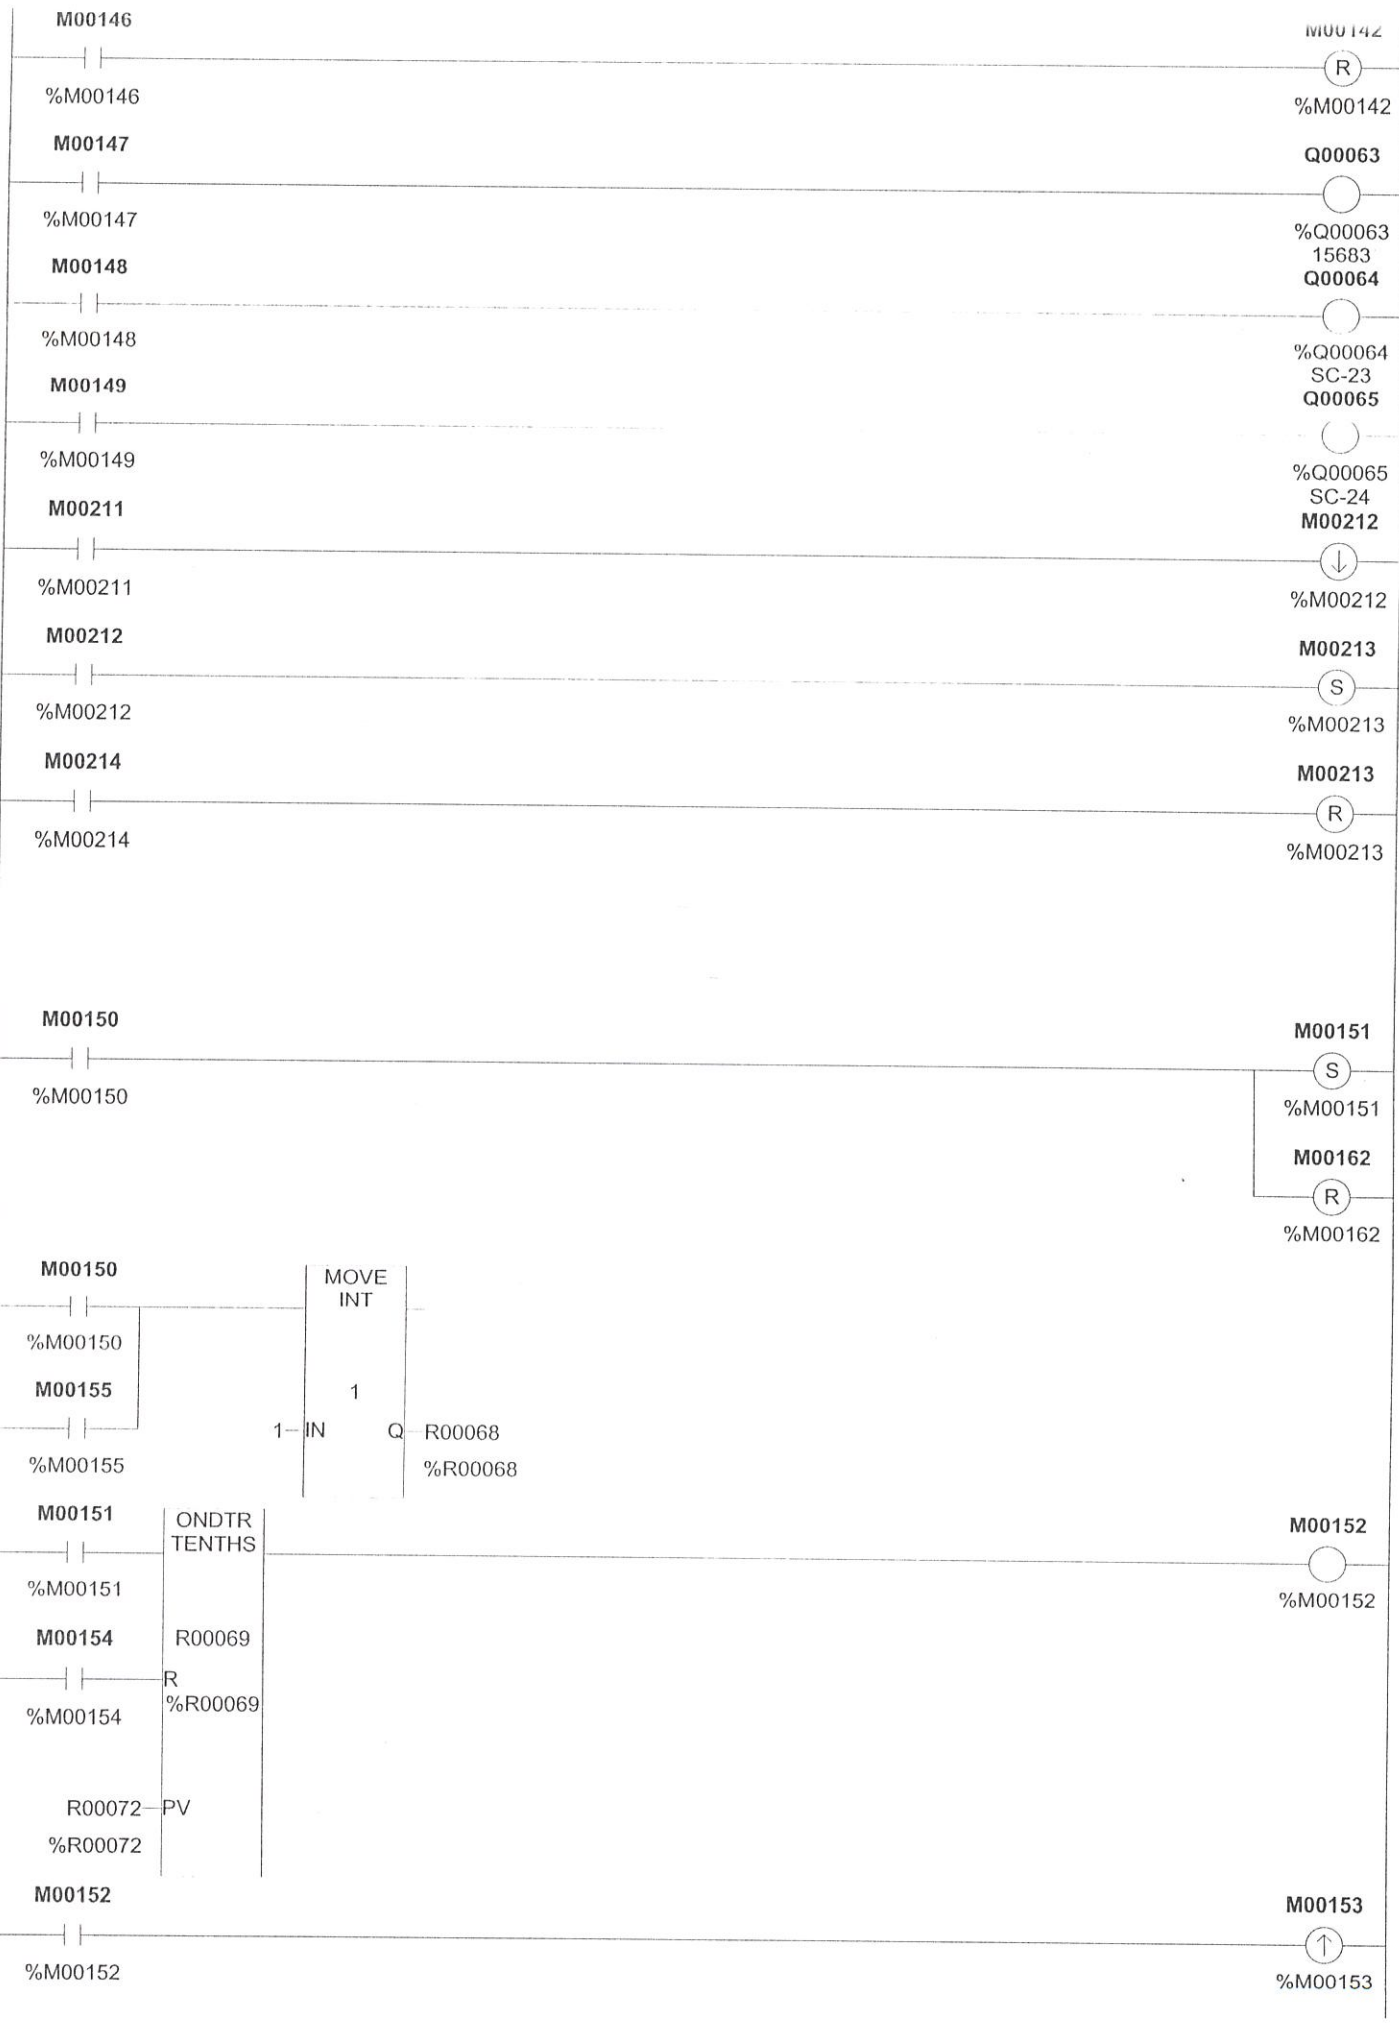 M00146 M00142
R
%M00146 %M00142
M00147 Q00063
%M00147 %Q00063
15683
M00148 Q00064
%M00148 %Q00064
SC-23
M00149 Q00065
%M00149 %Q00065
SC-24
M00211 M00212
↓
%M00211 %M00212
M00212 M00213
S
%M00212 %M00213
M00214 M00213
R
%M00214 %M00213
M00150 M00151
S
%M00150 %M00151
M00162
R
%M00162
M00150 MOVE
INT
%M00150
M00155 1
1 IN Q R00068
%M00155 %R00068
M00151 ONDTR
TENTHS M00152
%M00151 %M00152
M00154 R00069
R
%R00069
%M00154
R00072 PV
%R00072
M00152 M00153
↑
%M00152 %M00153